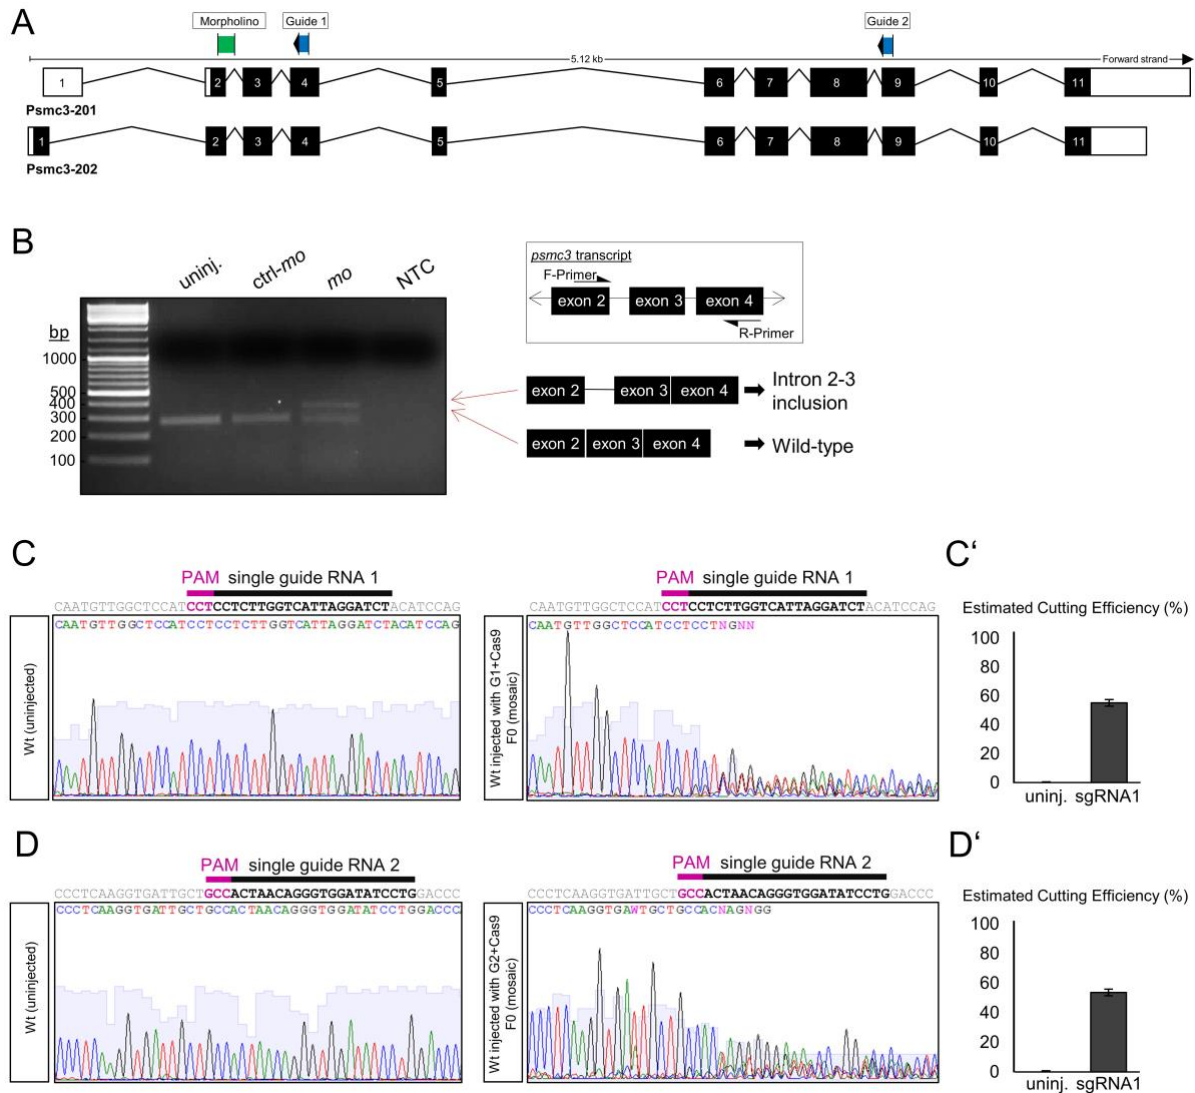 A
Morpholino
Guide 1
Guide 2
5.12 kb
Forward strand
1 2 3 4 5 6 7 8 9 10 11
Psmc3-201
1 2 3 4 5 6 7 8 9 10 11
Psmc3-202
B
uninj.
ctrl-mo
mo
NTC
bp
1000
500
400
300
200
100
psmc3 transcript
F-Primer
exon 2 exon 3 exon 4
R-Primer
exon 2 exon 3 exon 4
Intron 2-3
inclusion
exon 2 exon 3 exon 4
Wild-type
C
PAM single guide RNA 1
CAATGTTGGCTCCATCCTCCTCTTGGTCATTAGGATCTACATCCAG
CAATGTTGGCTCCATCCTCCTCTTGGTCATTAGGATCTACATCCAG
Wt (uninjected)
PAM single guide RNA 1
CAATGTTGGCTCCATCCTCCTCTTGGTCATTAGGATCTACATCCAG
CAATGTTGGCTCCATCCTCCTNGNN
Wt injected with G1+Cas9
F0 (mosaic)
C'
Estimated Cutting Efficiency (%)
100
80
60
40
20
0
uninj. sgRNA1
D
PAM single guide RNA 2
CCCTCAAGGTGATTGCTGCCACTAACAGGGTGGATATCCTGGACCC
CCCTCAAGGTGATTGCTGCCACTAACAGGGTGGATATCCTGGACCC
Wt (uninjected)
PAM single guide RNA 2
CCCTCAAGGTGATTGCTGCCACTAACAGGGTGGATATCCTGGACCC
CCCTCAAGGTGAWTGCTGCCACNAGNGG
Wt injected with G2+Cas9
F0 (mosaic)
D'
Estimated Cutting Efficiency (%)
100
80
60
40
20
0
uninj. sgRNA1